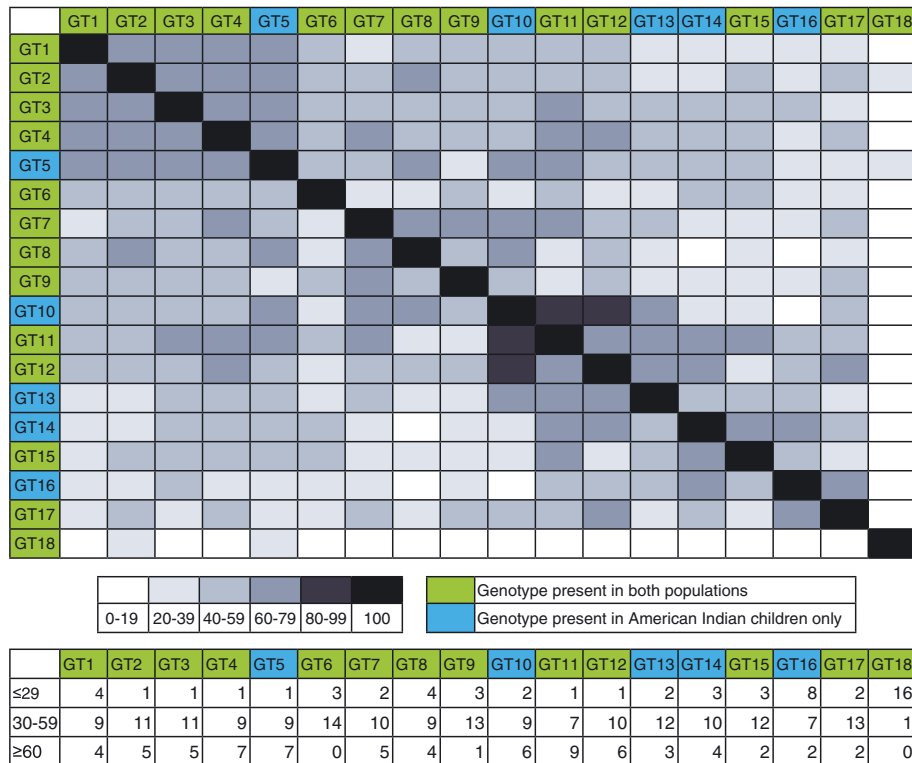 GT1 GT2 GT3 GT4 GT5 GT6 GT7 GT8 GT9 GT10 GT11 GT12 GT13 GT14 GT15 GT16 GT17 GT18
GT1
GT2
GT3
GT4
GT5
GT6
GT7
GT8
GT9
GT10
GT11
GT12
GT13
GT14
GT15
GT16
GT17
GT18
0-19 20-39 40-59 60-79 80-99 100
Genotype present in both populations
Genotype present in American Indian children only
GT1 GT2 GT3 GT4 GT5 GT6 GT7 GT8 GT9 GT10 GT11 GT12 GT13 GT14 GT15 GT16 GT17 GT18
≤29 4 1 1 1 1 3 2 4 3 2 1 1 2 3 3 8 2 16
30-59 9 11 11 9 9 14 10 9 13 9 7 10 12 10 12 7 13 1
≥60 4 5 5 7 7 0 5 4 1 6 9 6 3 4 2 2 2 0